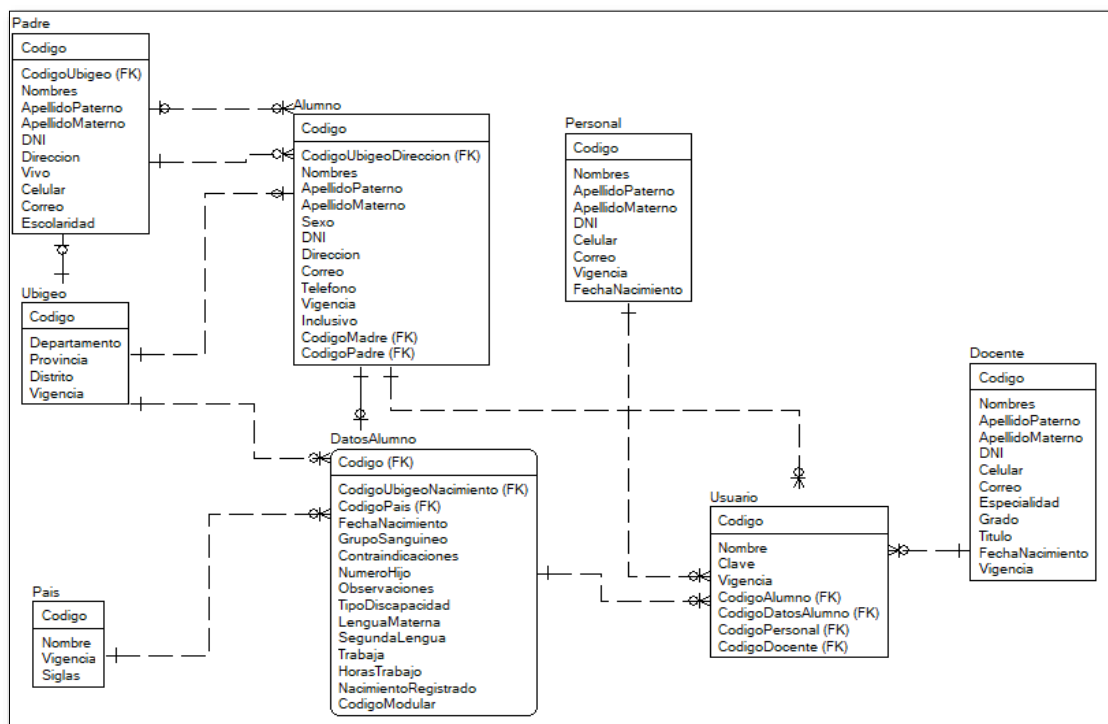 Padre
Codigo
CodigoUbigeo (FK)
Nombres
ApellidoPaterno
ApellidoMaterno
DNI
Direccion
Vivo
Celular
Correo
Escolaridad
Alumno
Codigo
CodigoUbigeoDireccion (FK)
Nombres
ApellidoPaterno
ApellidoMaterno
Sexo
DNI
Direccion
Correo
Telefono
Vigencia
Inclusivo
CodigoMadre (FK)
CodigoPadre (FK)
Personal
Codigo
Nombres
ApellidoPaterno
ApellidoMaterno
DNI
Celular
Correo
Vigencia
FechaNacimiento
Ubigeo
Codigo
Departamento
Provincia
Distrito
Vigencia
Docente
Codigo
Nombres
ApellidoPaterno
ApellidoMaterno
DNI
Celular
Correo
Especialidad
Grado
Titulo
FechaNacimiento
Vigencia
DatosAlumno
Codigo (FK)
CodigoUbigeoNacimiento (FK)
CodigoPais (FK)
FechaNacimiento
GrupoSanguineo
Contraindicaciones
NumeroHijo
Observaciones
TipoDiscapacidad
LenguaMaterna
SegundaLengua
Trabaja
HorasTrabajo
NacimientoRegistrado
CodigoModular
Usuario
Codigo
Nombre
Clave
Vigencia
CodigoAlumno (FK)
CodigoDatosAlumno (FK)
CodigoPersonal (FK)
CodigoDocente (FK)
Pais
Codigo
Nombre
Vigencia
Siglas